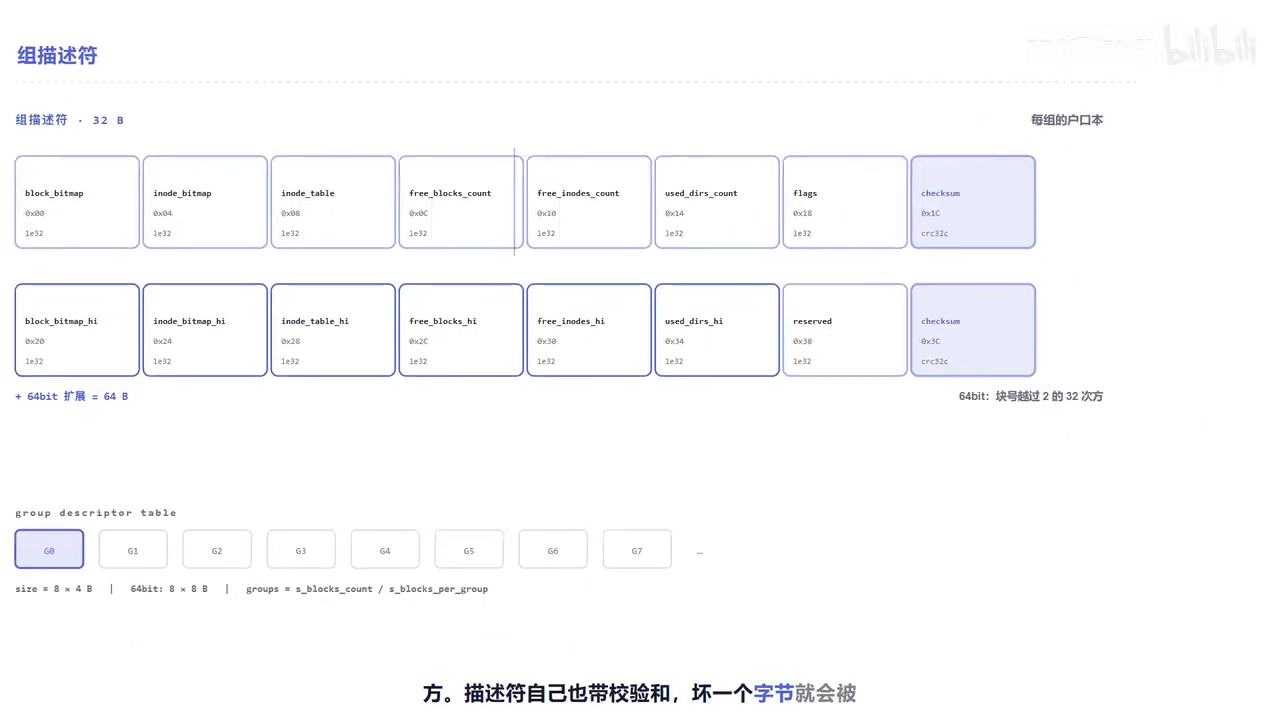 组描述符
bilibili
组描述符 · 32 B
每组的户口本
block_bitmap inode_bitmap inode_table free_blocks_count free_inodes_count used_dirs_count flags checksum
0x00 0x04 0x08 0x0C 0x10 0x14 0x18 0x1C
le32 le32 le32 le32 le32 le32 le32 crc32c
block_bitmap_hi inode_bitmap_hi inode_table_hi free_blocks_hi free_inodes_hi used_dirs_hi reserved checksum
0x20 0x24 0x28 0x2C 0x30 0x34 0x38 0x3C
le32 le32 le32 le32 le32 le32 le32 crc32c
+ 64bit 扩展 = 64 B
64bit：块号越过 2 的 32 次方
group descriptor table
G0 G1 G2 G3 G4 G5 G6 G7 …
size = 8 × 4 B | 64bit: 8 × 8 B | groups = s_blocks_count / s_blocks_per_group
方。描述符自己也带校验和，坏一个字节就会被